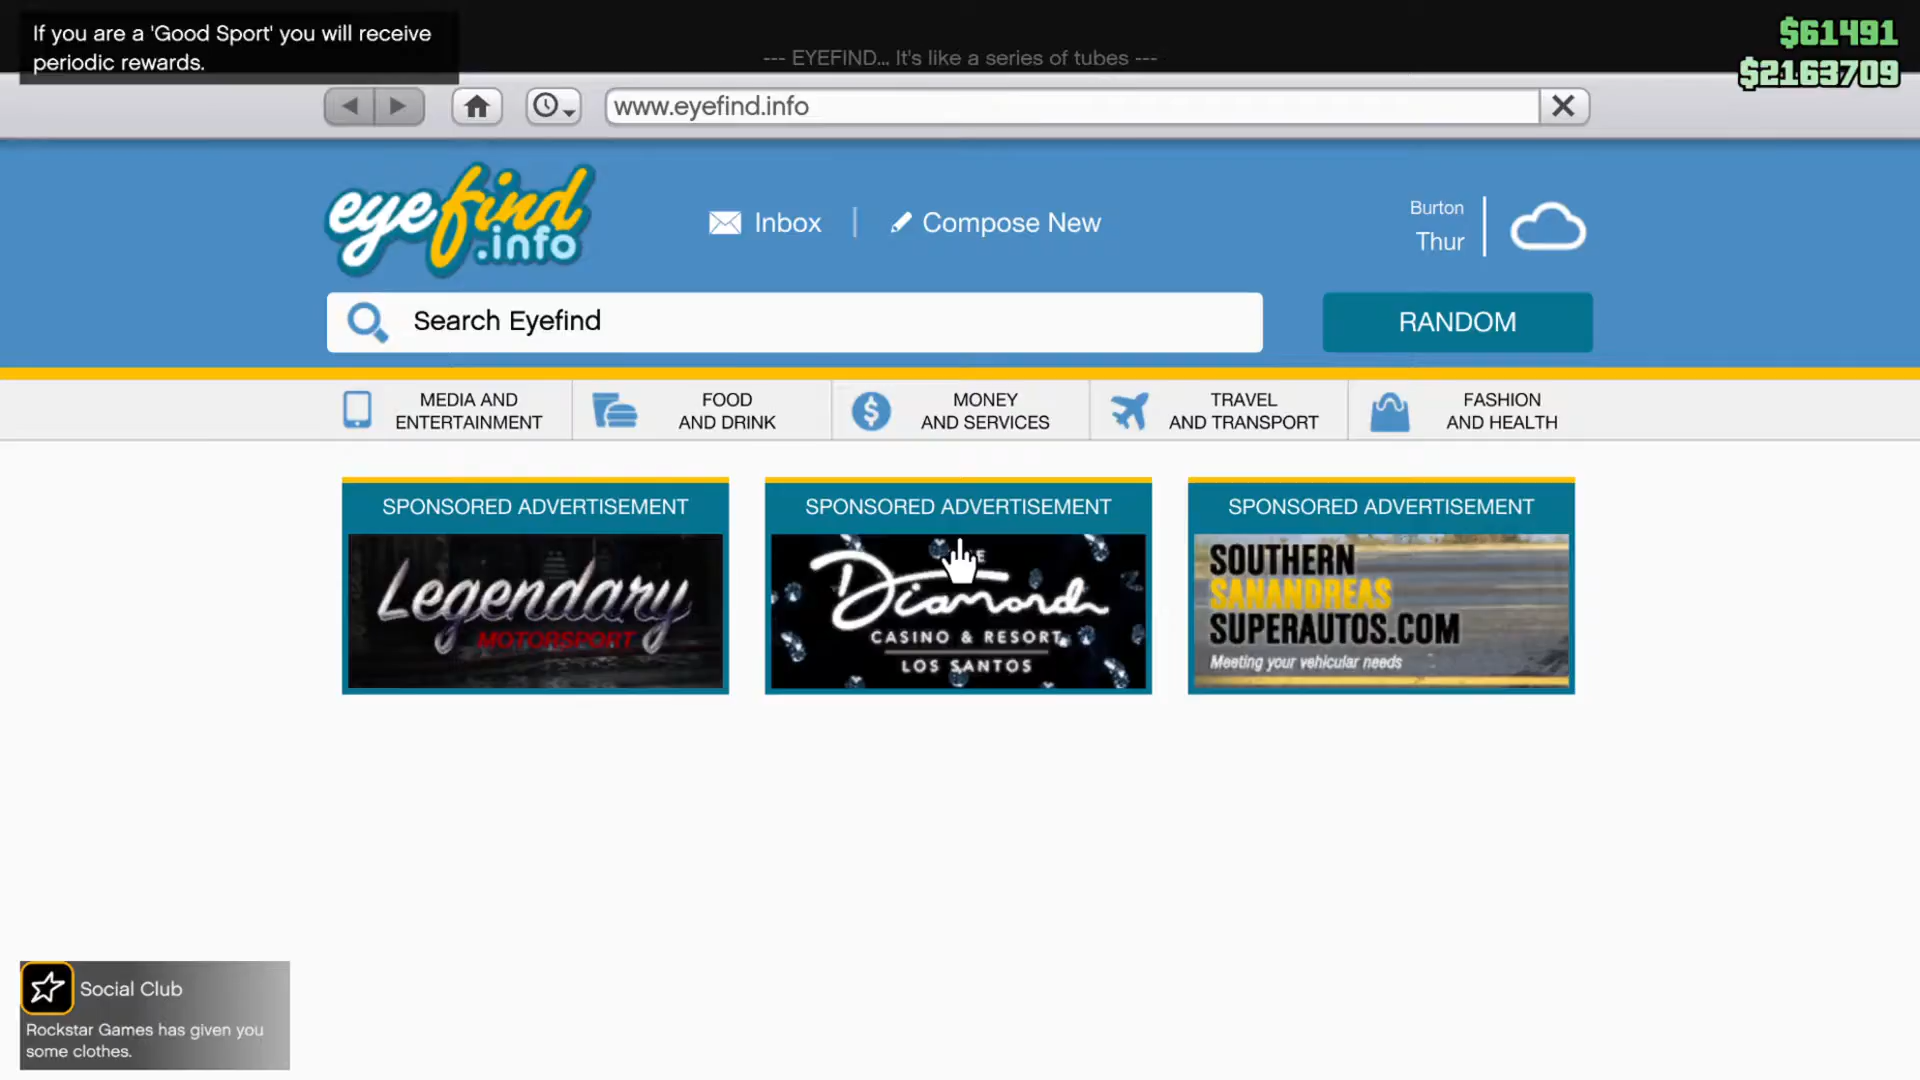 If you are a 'Good Sport' you will receive
periodic rewards.
--- EYEFIND... It's like a series of tubes ---
$61491
$2163709
www.eyefind.info
eyefind
.info
Inbox
Compose New
Burton
Thur
Search Eyefind
RANDOM
MEDIA AND
ENTERTAINMENT
FOOD
AND DRINK
MONEY
AND SERVICES
TRAVEL
AND TRANSPORT
FASHION
AND HEALTH
SPONSORED ADVERTISEMENT
Legendary
MOTORSPORT
SPONSORED ADVERTISEMENT
Diamond
CASINO & RESORT
LOS SANTOS
SPONSORED ADVERTISEMENT
SOUTHERN
SANANDREAS
SUPERAUTOS.COM
Meeting your vehicular needs
Social Club
Rockstar Games has given you
some clothes.